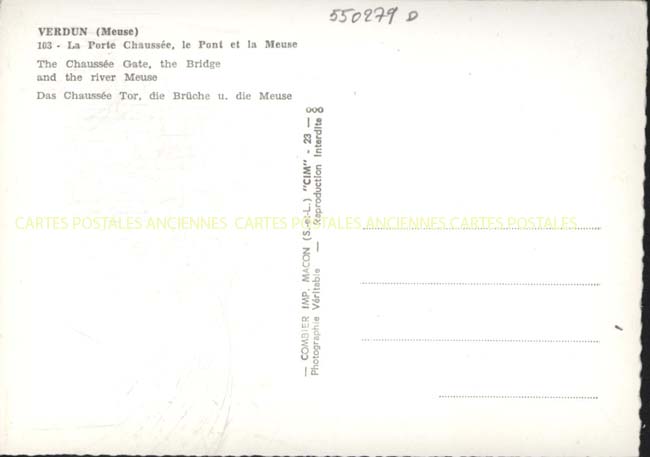 550279 D
VERDUN (Meuse)
103 - La Porte Chaussée, le Pont et la Meuse
The Chaussée Gate, the Bridge
and the river Meuse
Das Chaussée Tor, die Brüche u. die Meuse
CARTES POSTALES ANCIENNES CARTES POSTALES ANCIENNES CARTES POSTALES
— COMBIER IMP. MACON (S.-et-L.) "CIM" - 23 — 000
Photographie Véritable — Reproduction Interdite 8